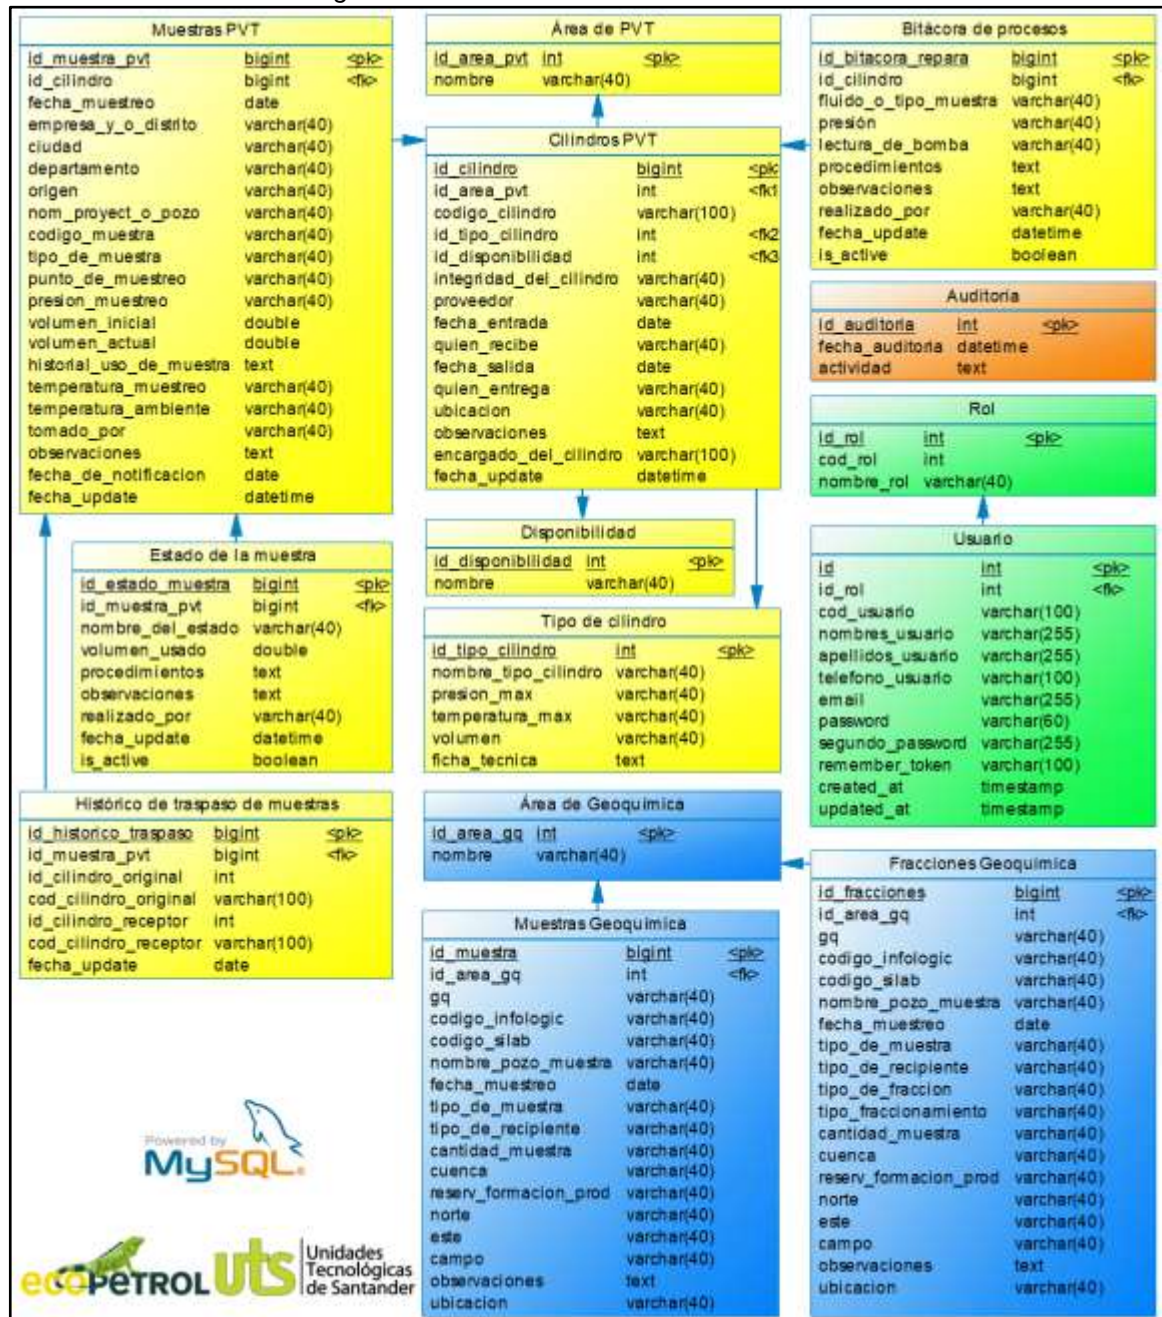 Muestras PVT
id_muestra_pvt bigint <pk>
id_cilindro bigint <fk>
fecha_muestreo date
empresa_y_o_distrito varchar(40)
ciudad varchar(40)
departamento varchar(40)
origen varchar(40)
nom_proyect_o_pozo varchar(40)
codigo_muestra varchar(40)
tipo_de_muestra varchar(40)
punto_de_muestreo varchar(40)
presion_muestreo varchar(40)
volumen_inicial double
volumen_actual double
historial_uso_de_muestra text
temperatura_muestreo varchar(40)
temperatura_ambiente varchar(40)
tomado_por varchar(40)
observaciones text
fecha_de_notificacion date
fecha_update datetime
Estado de la muestra
id_estado_muestra bigint <pk>
id_muestra_pvt bigint <fk>
nombre_del_estado varchar(40)
volumen_usado double
procedimientos text
observaciones text
realizado_por varchar(40)
fecha_update datetime
is_active boolean
Histórico de traspaso de muestras
id_historico_traspaso bigint <pk>
id_muestra_pvt bigint <fk>
id_cilindro_original int
cod_cilindro_original varchar(100)
id_cilindro_receptor int
cod_cilindro_receptor varchar(100)
fecha_update date
Área de PVT
id_area_pvt int <pk>
nombre varchar(40)
Cilindros PVT
id_cilindro bigint <pk
id_area_pvt int <fk1
codigo_cilindro varchar(100)
id_tipo_cilindro int <fk2
id_disponibilidad int <fk3
integridad_del_cilindro varchar(40)
proveedor varchar(40)
fecha_entrada date
quien_recibe varchar(40)
fecha_salida date
quien_entrega varchar(40)
ubicacion varchar(40)
observaciones text
encargado_del_cilindro varchar(100)
fecha_update datetime
Disponibilidad
id_disponibilidad int <pk>
nombre varchar(40)
Tipo de cilindro
id_tipo_cilindro int <pk>
nombre_tipo_cilindro varchar(40)
presion_max varchar(40)
temperatura_max varchar(40)
volumen varchar(40)
ficha_tecnica text
Área de Geoquímica
id_area_gq int <pk>
nombre varchar(40)
Muestras Geoquímica
id_muestra bigint <pk>
id_area_gq int <fk>
gq varchar(40)
codigo_infologic varchar(40)
codigo_silab varchar(40)
nombre_pozo_muestra varchar(40)
fecha_muestreo date
tipo_de_muestra varchar(40)
tipo_de_recipiente varchar(40)
cantidad_muestra varchar(40)
cuenca varchar(40)
reserv_formacion_prod varchar(40)
norte varchar(40)
este varchar(40)
campo varchar(40)
observaciones text
ubicacion varchar(40)
Bitácora de procesos
id_bitacora_repara bigint <pk>
id_cilindro bigint <fk>
fluido_o_tipo_muestra varchar(40)
presión varchar(40)
lectura_de_bomba varchar(40)
procedimientos text
observaciones text
realizado_por varchar(40)
fecha_update datetime
is_active boolean
Auditoría
id_auditoria int <pk>
fecha_auditoria datetime
actividad text
Rol
id_rol int <pk>
cod_rol int
nombre_rol varchar(40)
Usuario
id int <pk>
id_rol int <fk>
cod_usuario varchar(100)
nombres_usuario varchar(255)
apellidos_usuario varchar(255)
telefono_usuario varchar(100)
email varchar(255)
password varchar(60)
segundo_password varchar(255)
remember_token varchar(100)
created_at timestamp
updated_at timestamp
Fracciones Geoquímica
id_fracciones bigint <pk>
id_area_gq int <fk>
gq varchar(40)
codigo_infologic varchar(40)
codigo_silab varchar(40)
nombre_pozo_muestra varchar(40)
fecha_muestreo date
tipo_de_muestra varchar(40)
tipo_de_recipiente varchar(40)
tipo_de_fraccion varchar(40)
tipo_fraccionamiento varchar(40)
cantidad_muestra varchar(40)
cuenca varchar(40)
reserv_formacion_prod varchar(40)
norte varchar(40)
este varchar(40)
campo varchar(40)
observaciones text
ubicacion varchar(40)
Powered by
MySQL
ecoPETROL
uts
Unidades
Tecnológicas
de Santander